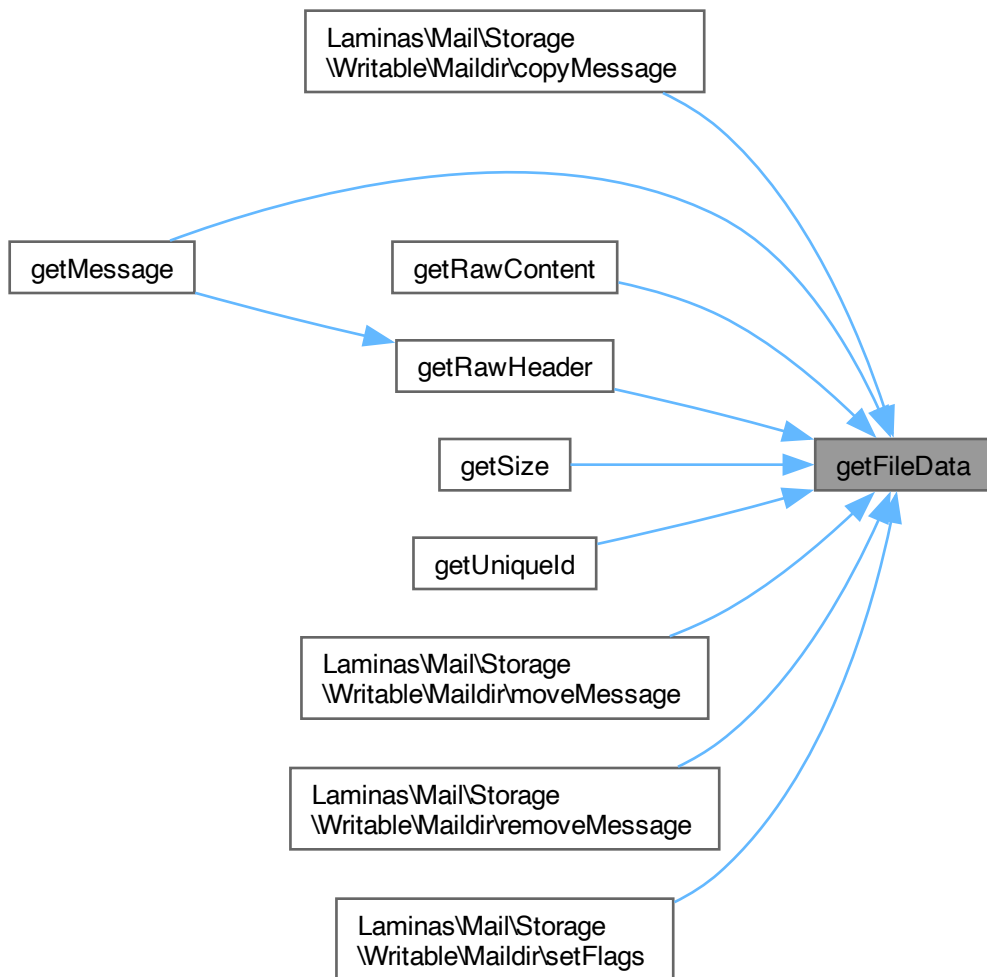 Laminas\Mail\Storage
\Writable\Maildir\copyMessage
getMessage
getRawContent
getRawHeader
getFileData
getSize
getUniqueId
Laminas\Mail\Storage
\Writable\Maildir\moveMessage
Laminas\Mail\Storage
\Writable\Maildir\removeMessage
Laminas\Mail\Storage
\Writable\Maildir\setFlags